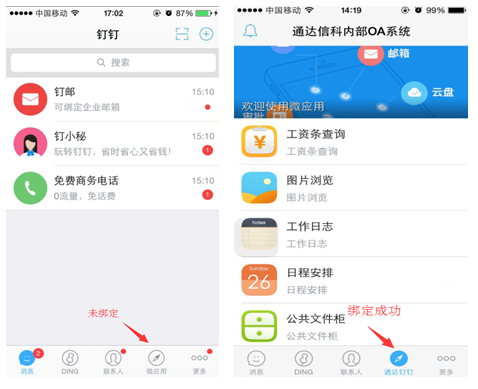 中国移动 17:02 87%
钉钉
搜索
钉邮 15:10
可绑定企业邮箱
钉小秘 15:10
玩转钉钉，省时省心又省钱! 1
免费商务电话 15:10
0流量，免话费 1
未绑定
2
消息 DING 联系人 微应用 更多
中国移动 14:19 99%
通达信科内部OA系统
邮箱
云盘
欢迎使用微应用
审批
工资条查询
工资条查询
图片浏览
图片浏览
Notes
工作日志
工作日志
Sunday
26
日程安排
日程安排
公共文件柜
公共文件柜
绑定成功
消息 DING 联系人 通达钉钉 更多